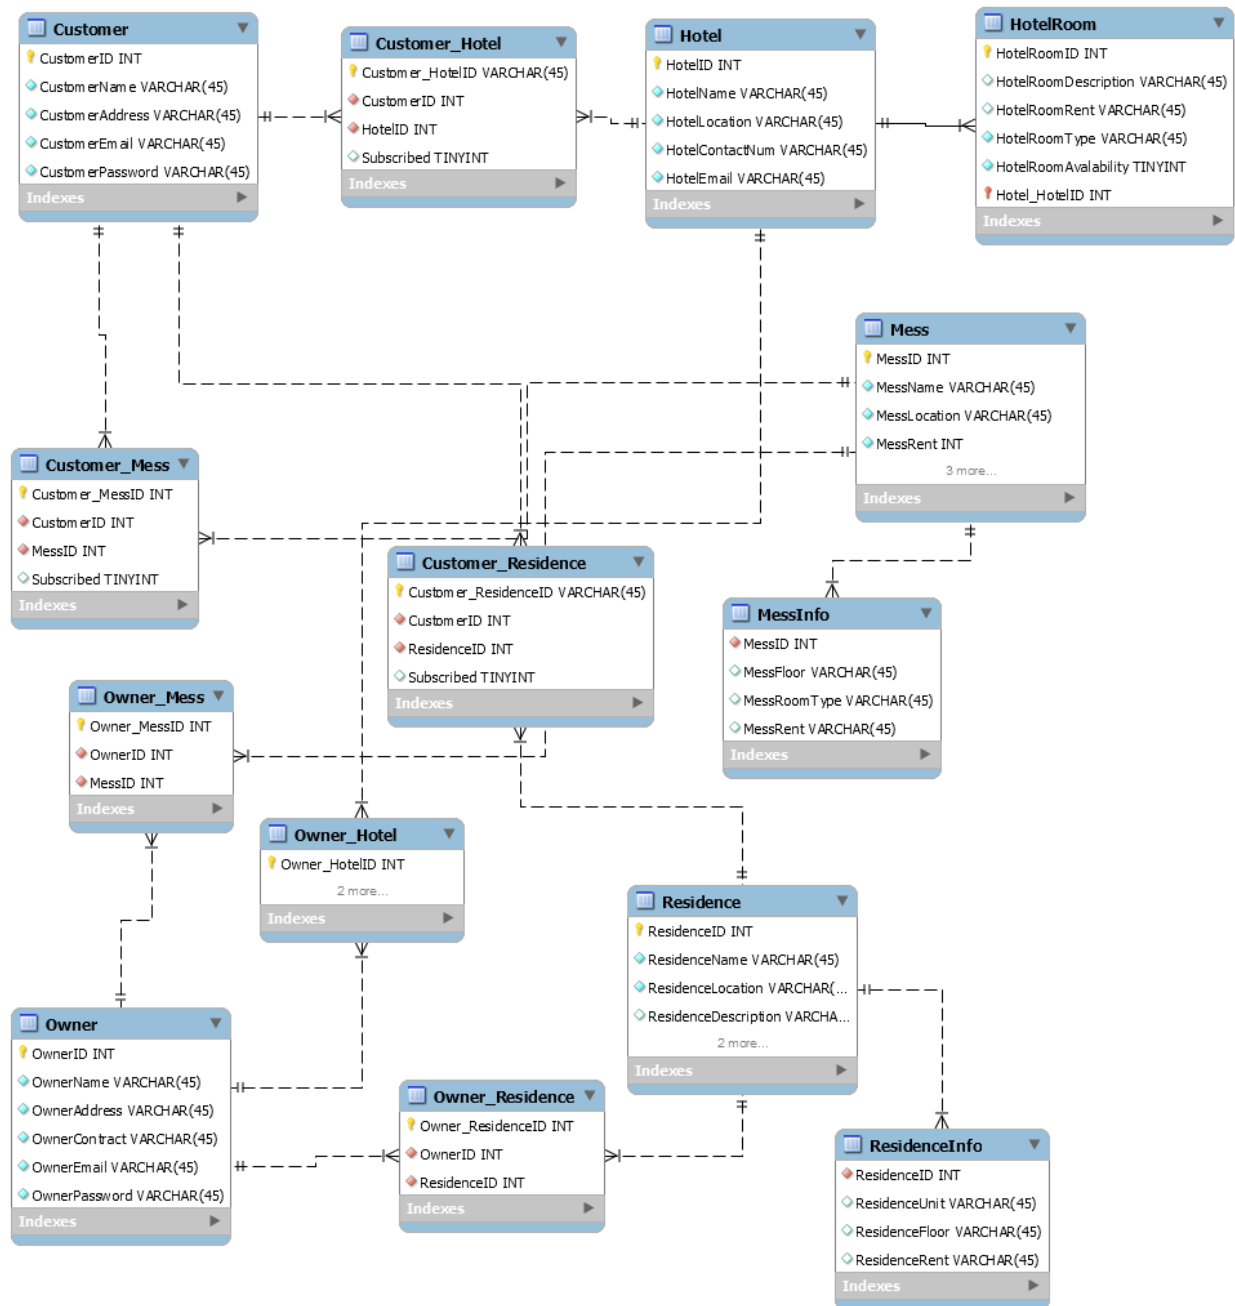 Customer
CustomerID INT
CustomerName VARCHAR(45)
CustomerAddress VARCHAR(45)
CustomerEmail VARCHAR(45)
CustomerPassword VARCHAR(45)
Indexes
Customer_Hotel
Customer_HotelID VARCHAR(45)
CustomerID INT
HotelID INT
Subscribed TINYINT
Indexes
Hotel
HotelID INT
HotelName VARCHAR(45)
HotelLocation VARCHAR(45)
HotelContactNum VARCHAR(45)
HotelEmail VARCHAR(45)
Indexes
HotelRoom
HotelRoomID INT
HotelRoomDescription VARCHAR(45)
HotelRoomRent VARCHAR(45)
HotelRoomType VARCHAR(45)
HotelRoomAvalability TINYINT
Hotel_HotelID INT
Indexes
Mess
MessID INT
MessName VARCHAR(45)
MessLocation VARCHAR(45)
MessRent INT
3 more...
Indexes
Customer_Mess
Customer_MessID INT
CustomerID INT
MessID INT
Subscribed TINYINT
Indexes
Customer_Residence
Customer_ResidenceID VARCHAR(45)
CustomerID INT
ResidenceID INT
Subscribed TINYINT
Indexes
MessInfo
MessID INT
MessFloor VARCHAR(45)
MessRoomType VARCHAR(45)
MessRent VARCHAR(45)
Indexes
Owner_Mess
Owner_MessID INT
OwnerID INT
MessID INT
Indexes
Owner_Hotel
Owner_HotelID INT
2 more...
Indexes
Residence
ResidenceID INT
ResidenceName VARCHAR(45)
ResidenceLocation VARCHAR(...
ResidenceDescription VARCHA...
2 more...
Indexes
Owner
OwnerID INT
OwnerName VARCHAR(45)
OwnerAddress VARCHAR(45)
OwnerContract VARCHAR(45)
OwnerEmail VARCHAR(45)
OwnerPassword VARCHAR(45)
Indexes
Owner_Residence
Owner_ResidenceID INT
OwnerID INT
ResidenceID INT
Indexes
ResidenceInfo
ResidenceID INT
ResidenceUnit VARCHAR(45)
ResidenceFloor VARCHAR(45)
ResidenceRent VARCHAR(45)
Indexes